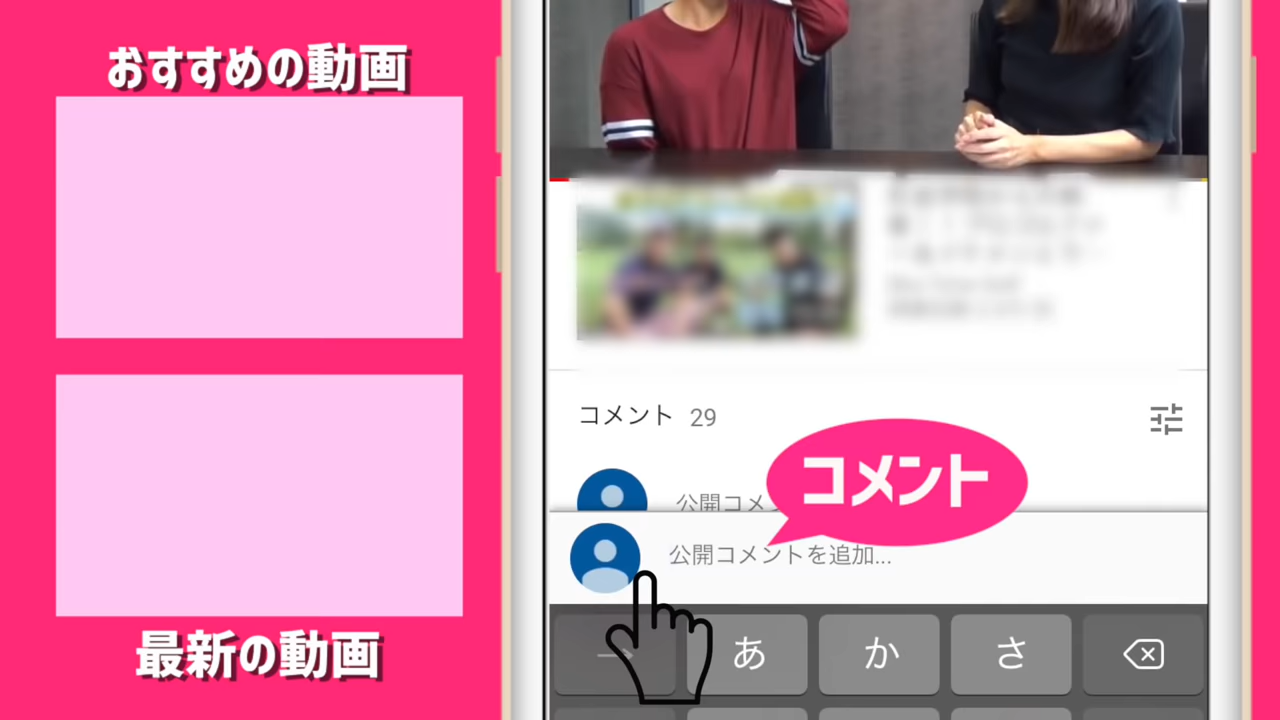 おすすめの動画
最新の動画
コメント 29
コメント
公開コメ
公開コメントを追加...
→ あ か さ